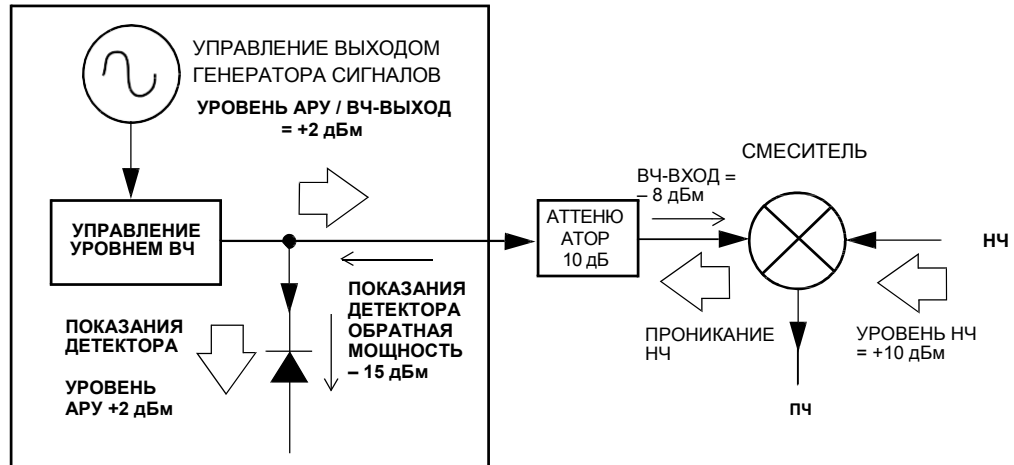 УПРАВЛЕНИЕ ВЫХОДОМ
ГЕНЕРАТОРА СИГНАЛОВ
УРОВЕНЬ АРУ / ВЧ-ВЫХОД
= +2 дБм
УПРАВЛЕНИЕ
УРОВНЕМ ВЧ
ПОКАЗАНИЯ
ДЕТЕКТОРА
УРОВЕНЬ
АРУ +2 дБм
ПОКАЗАНИЯ
ДЕТЕКТОРА
ОБРАТНАЯ
МОЩНОСТЬ
– 15 дБм
АТТЕНЮ
АТОР
10 дБ
ВЧ-ВХОД =
– 8 дБм
СМЕСИТЕЛЬ
НЧ
ПРОНИКАНИЕ
НЧ
УРОВЕНЬ НЧ
= +10 дБм
ПЧ